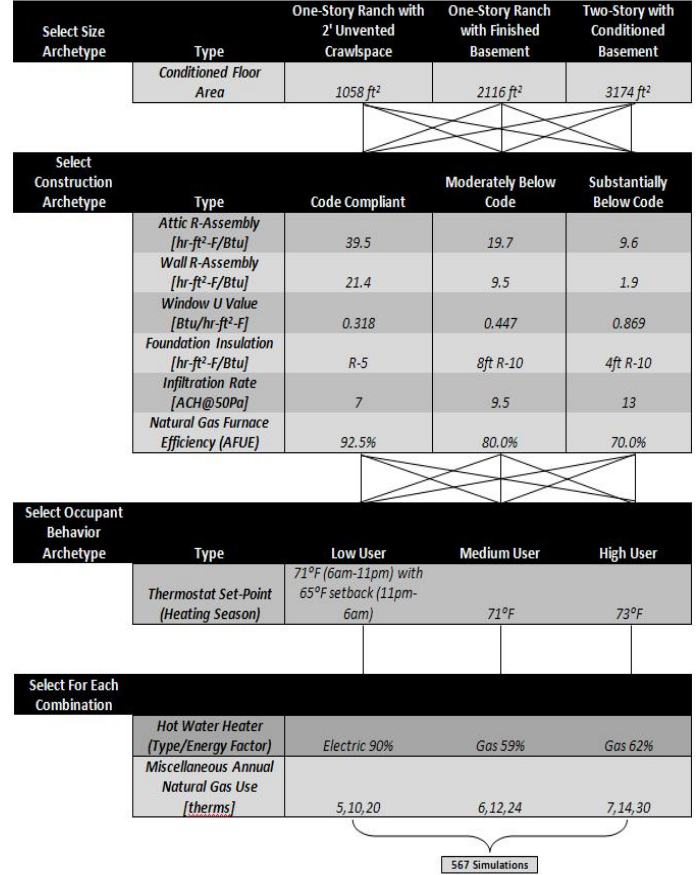 Select Size Archetype Type One-Story Ranch with 2' Unvented Crawlspace One-Story Ranch with Finished Basement Two-Story with Conditioned Basement
Conditioned Floor Area 1058 ft² 2116 ft² 3174 ft²
Select Construction Archetype Type Code Compliant Moderately Below Code Substantially Below Code
Attic R-Assembly [hr-ft²-F/Btu] 39.5 19.7 9.6
Wall R-Assembly [hr-ft²-F/Btu] 21.4 9.5 1.9
Window U Value [Btu/hr-ft²-F] 0.318 0.447 0.869
Foundation Insulation [hr-ft²-F/Btu] R-5 8ft R-10 4ft R-10
Infiltration Rate [ACH@50Pa] 7 9.5 13
Natural Gas Furnace Efficiency (AFUE) 92.5% 80.0% 70.0%
Select Occupant Behavior Archetype Type Low User Medium User High User
Thermostat Set-Point (Heating Season) 71°F (6am-11pm) with 65°F setback (11pm-6am) 71°F 73°F
Select For Each Combination
Hot Water Heater (Type/Energy Factor) Electric 90% Gas 59% Gas 62%
Miscellaneous Annual Natural Gas Use [therms] 5,10,20 6,12,24 7,14,30
567 Simulations